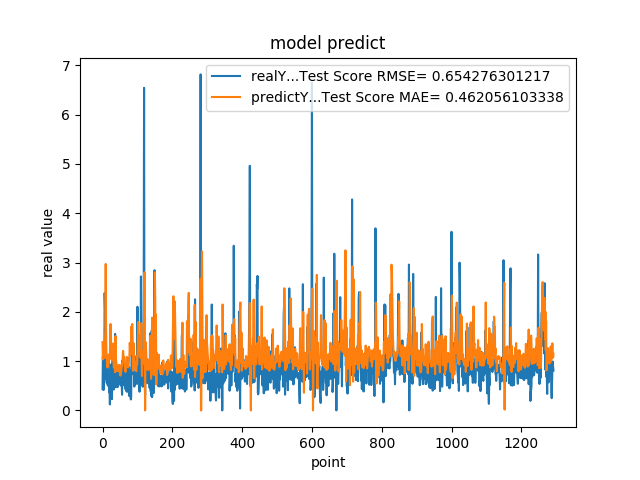 model predict
realY...Test Score RMSE= 0.654276301217
predictY...Test Score MAE= 0.462056103338
real value
7
6
5
4
3
2
1
0
0 200 400 600 800 1000 1200
point